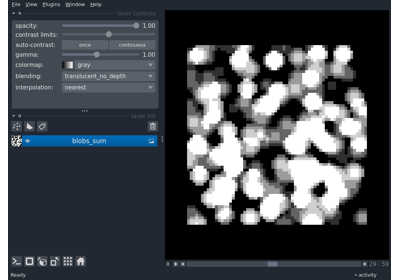 File View Plugins Window Help
layer controls
opacity: 1.00
contrast limits:
auto-contrast: once continuous
gamma: 1.00
colormap: gray
blending: translucent_no_depth
interpolation: nearest
layer list
blobs_sum
29 59
Ready
activity